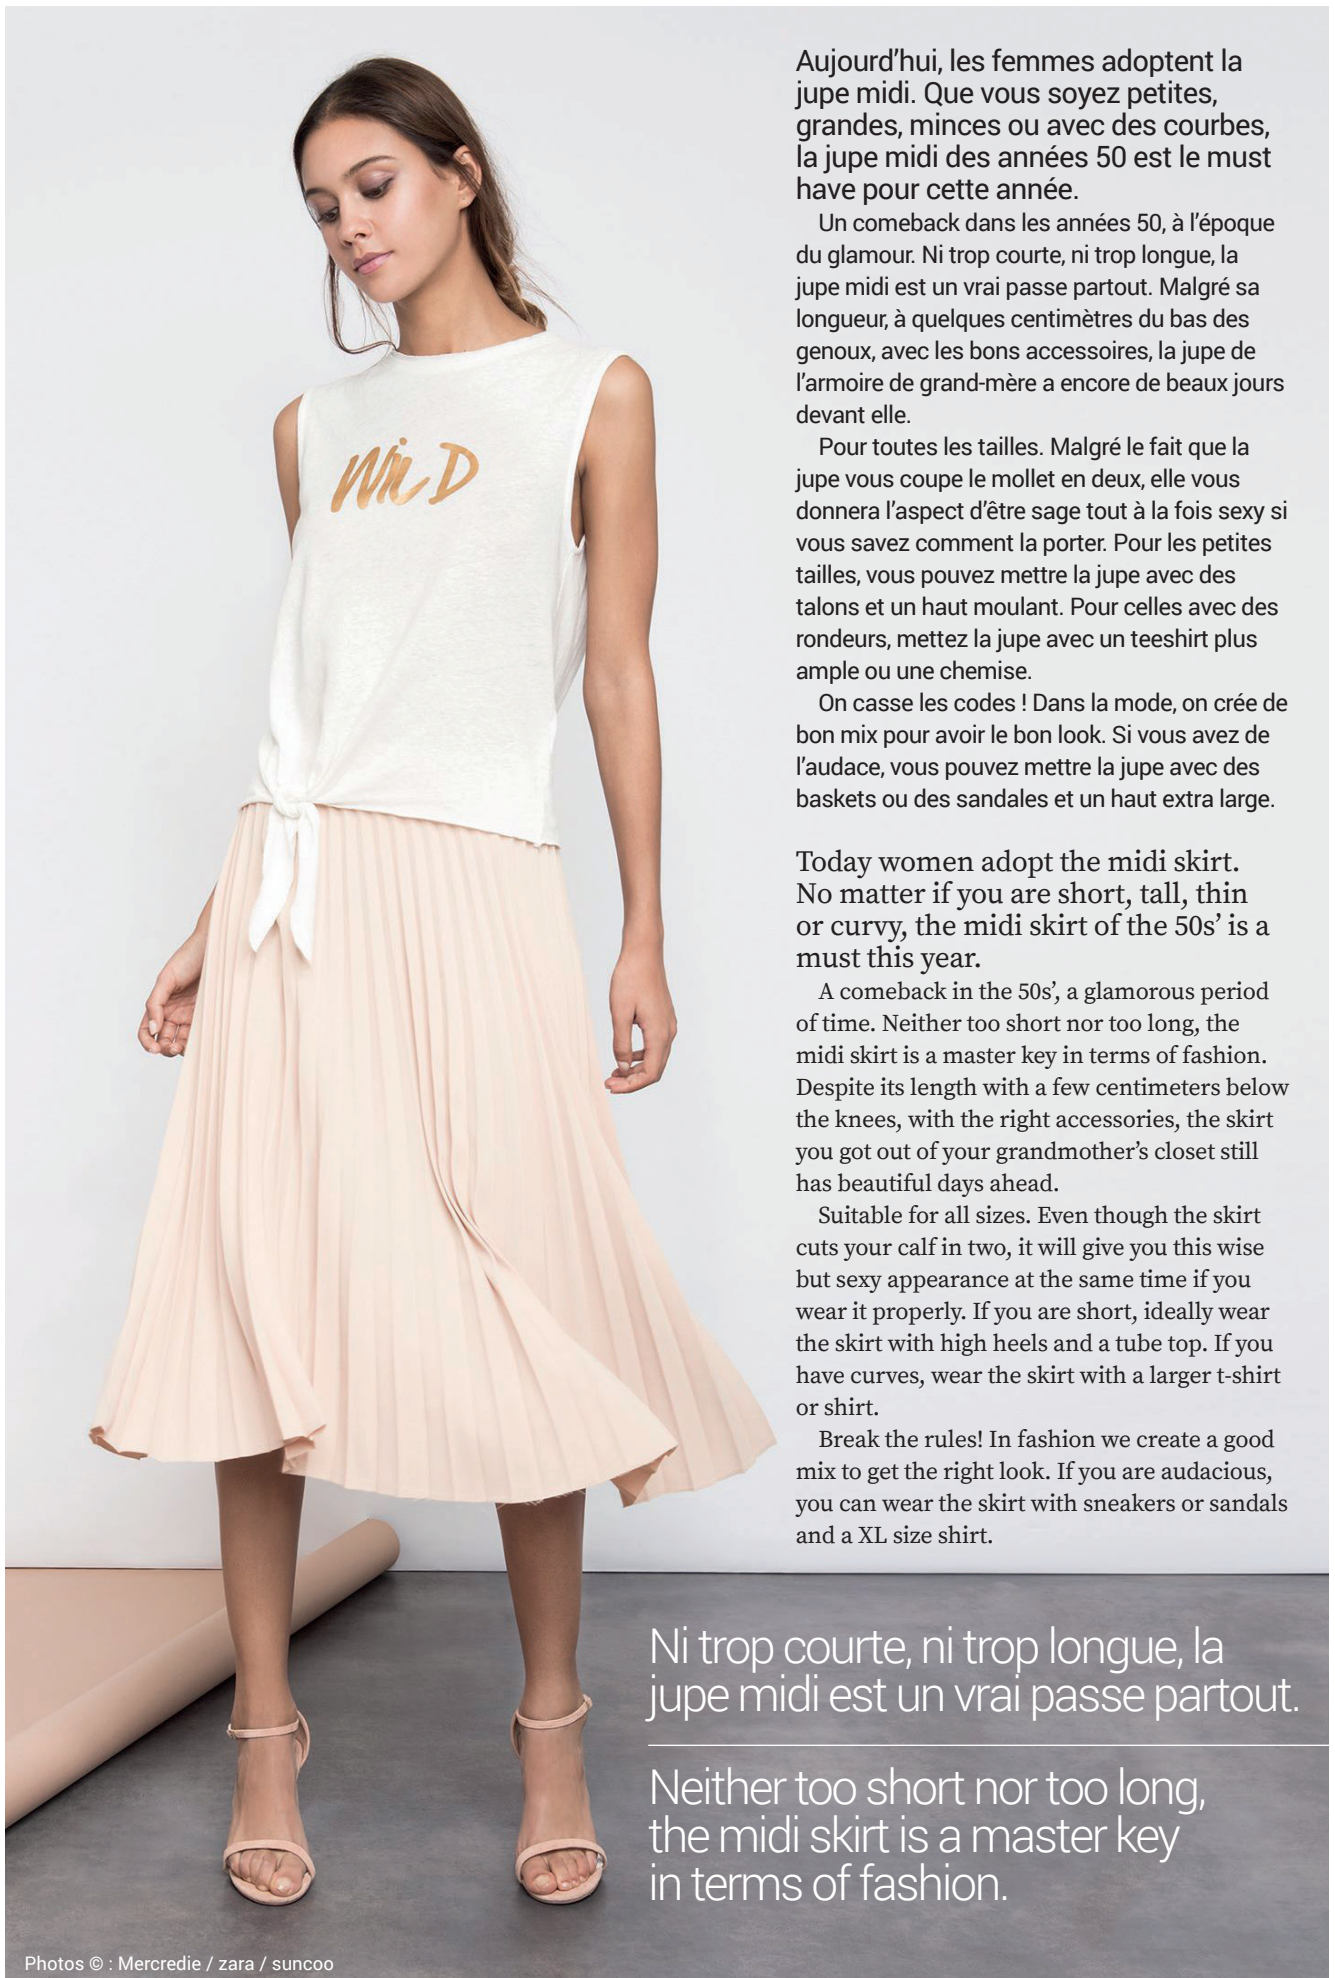 Aujourd’hui, les femmes adoptent la
jupe midi. Que vous soyez petites,
grandes, minces ou avec des courbes,
la jupe midi des années 50 est le must
have pour cette année.
Un comeback dans les années 50, à l’époque
du glamour. Ni trop courte, ni trop longue, la
jupe midi est un vrai passe partout. Malgré sa
longueur, à quelques centimètres du bas des
genoux, avec les bons accessoires, la jupe de
l’armoire de grand-mère a encore de beaux jours
devant elle.
Pour toutes les tailles. Malgré le fait que la
jupe vous coupe le mollet en deux, elle vous
donnera l’aspect d’être sage tout à la fois sexy si
vous savez comment la porter. Pour les petites
tailles, vous pouvez mettre la jupe avec des
talons et un haut moulant. Pour celles avec des
rondeurs, mettez la jupe avec un teeshirt plus
ample ou une chemise.
On casse les codes ! Dans la mode, on crée de
bon mix pour avoir le bon look. Si vous avez de
l’audace, vous pouvez mettre la jupe avec des
baskets ou des sandales et un haut extra large.
WiLD
Today women adopt the midi skirt.
No matter if you are short, tall, thin
or curvy, the midi skirt of the 50s’ is a
must this year.
A comeback in the 50s’, a glamorous period
of time. Neither too short nor too long, the
midi skirt is a master key in terms of fashion.
Despite its length with a few centimeters below
the knees, with the right accessories, the skirt
you got out of your grandmother’s closet still
has beautiful days ahead.
Suitable for all sizes. Even though the skirt
cuts your calf in two, it will give you this wise
but sexy appearance at the same time if you
wear it properly. If you are short, ideally wear
the skirt with high heels and a tube top. If you
have curves, wear the skirt with a larger t-shirt
or shirt.
Break the rules! In fashion we create a good
mix to get the right look. If you are audacious,
you can wear the skirt with sneakers or sandals
and a XL size shirt.
Ni trop courte, ni trop longue, la
jupe midi est un vrai passe partout.
Neither too short nor too long,
the midi skirt is a master key
in terms of fashion.
Photos © : Mercredie / zara / suncoo